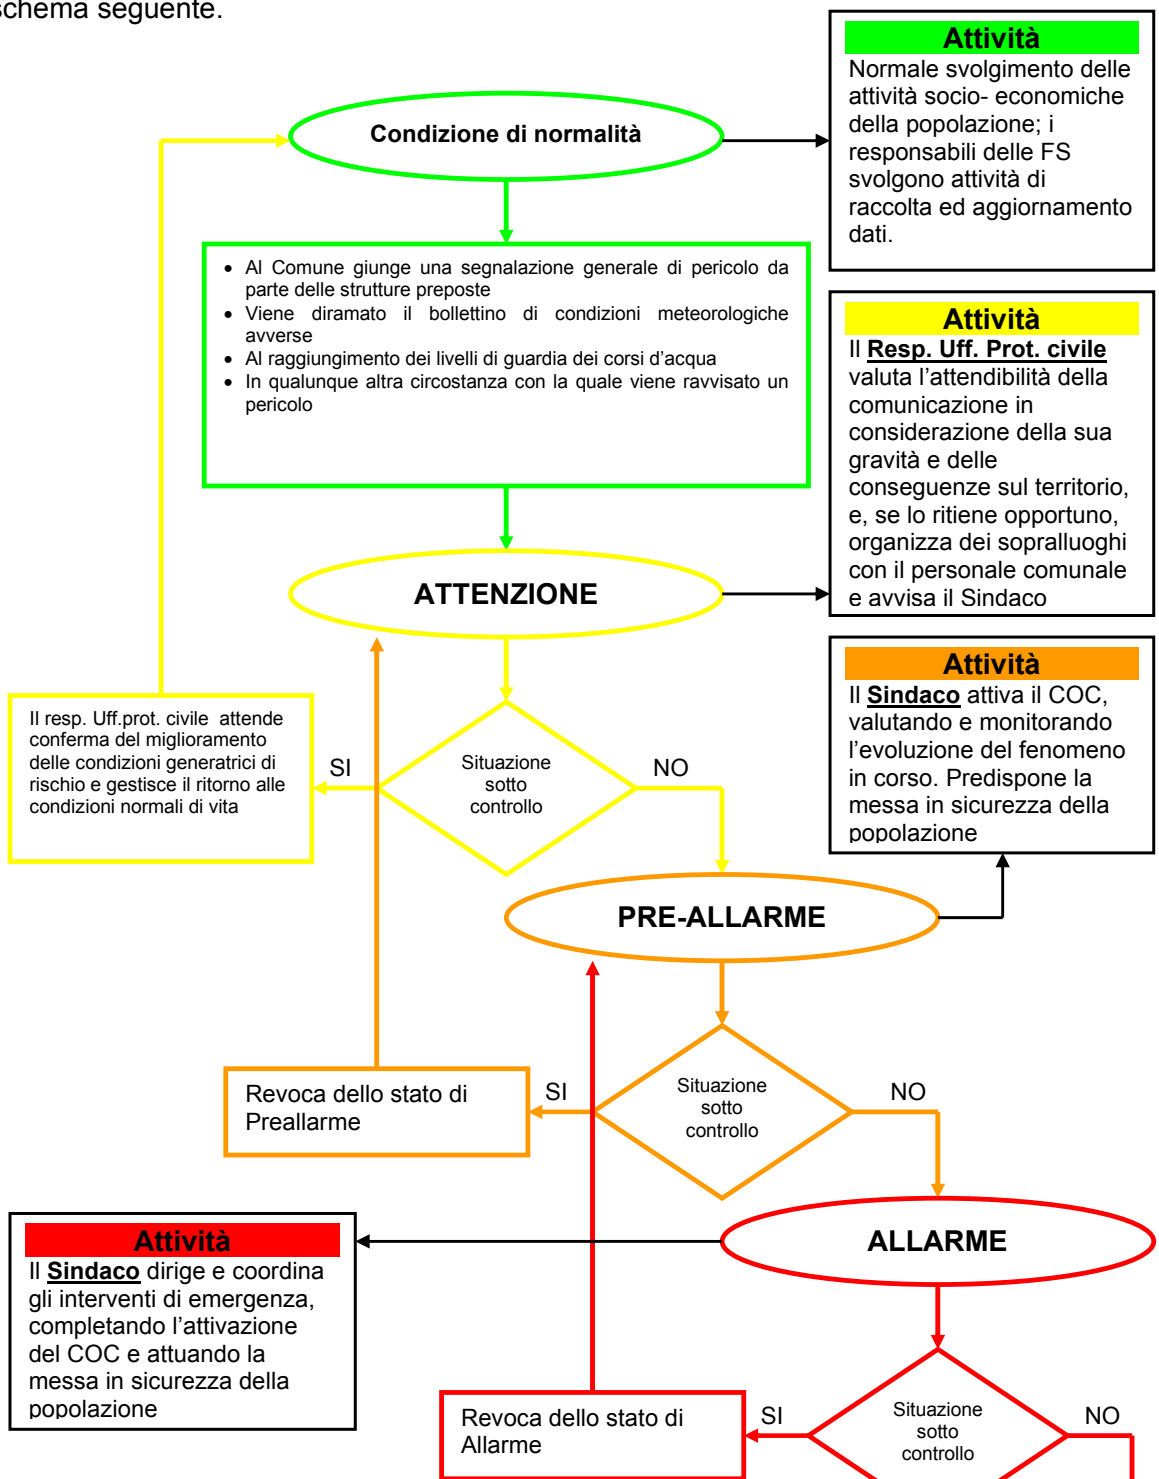 schema seguente.
Attività
Normale svolgimento delle
attività socio- economiche
della popolazione; i
responsabili delle FS
svolgono attività di
raccolta ed aggiornamento
dati.
Condizione di normalità
• Al Comune giunge una segnalazione generale di pericolo da
parte delle strutture preposte
• Viene diramato il bollettino di condizioni meteorologiche
avverse
• Al raggiungimento dei livelli di guardia dei corsi d’acqua
• In qualunque altra circostanza con la quale viene ravvisato un
pericolo
Attività
Il Resp. Uff. Prot. civile
valuta l’attendibilità della
comunicazione in
considerazione della sua
gravità e delle
conseguenze sul territorio,
e, se lo ritiene opportuno,
organizza dei sopralluoghi
con il personale comunale
e avvisa il Sindaco
ATTENZIONE
Attività
Il Sindaco attiva il COC,
valutando e monitorando
l’evoluzione del fenomeno
in corso. Predispone la
messa in sicurezza della
popolazione
Il resp. Uff.prot. civile attende
conferma del miglioramento
delle condizioni generatrici di
rischio e gestisce il ritorno alle
condizioni normali di vita
SI
Situazione
sotto
controllo
NO
PRE-ALLARME
Revoca dello stato di
Preallarme
SI
Situazione
sotto
controllo
NO
ALLARME
Attività
Il Sindaco dirige e coordina
gli interventi di emergenza,
completando l’attivazione
del COC e attuando la
messa in sicurezza della
popolazione
Revoca dello stato di
Allarme
SI
Situazione
sotto
controllo
NO